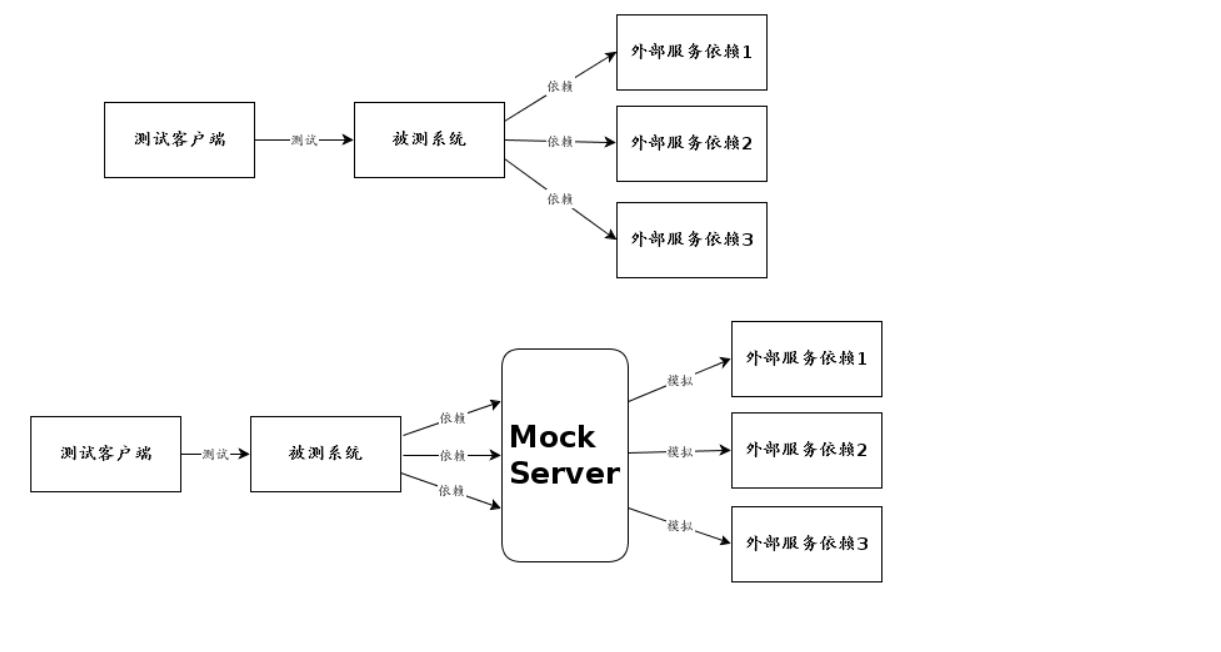 外部服务依赖1
依赖
测试客户端
测试
被测系统
依赖
外部服务依赖2
依赖
外部服务依赖3
外部服务依赖1
模拟
依赖
测试客户端
测试
被测系统
依赖
Mock
Server
模拟
外部服务依赖2
依赖
模拟
外部服务依赖3